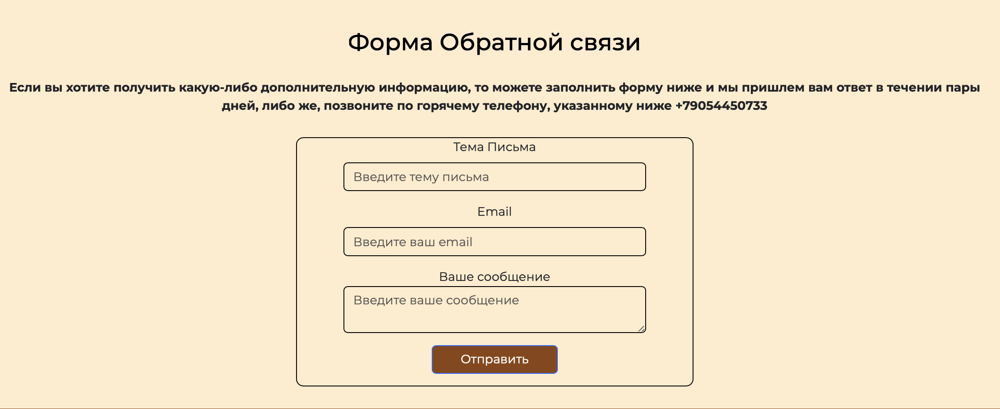 Форма Обратной связи
Если вы хотите получить какую-либо дополнительную информацию, то можете заполнить форму ниже и мы пришлем вам ответ в течении пары
дней, либо же, позвоните по горячему телефону, указанному ниже +79054450733
Тема Письма
Введите тему письма
Email
Введите ваш email
Ваше сообщение
Введите ваше сообщение
Отправить